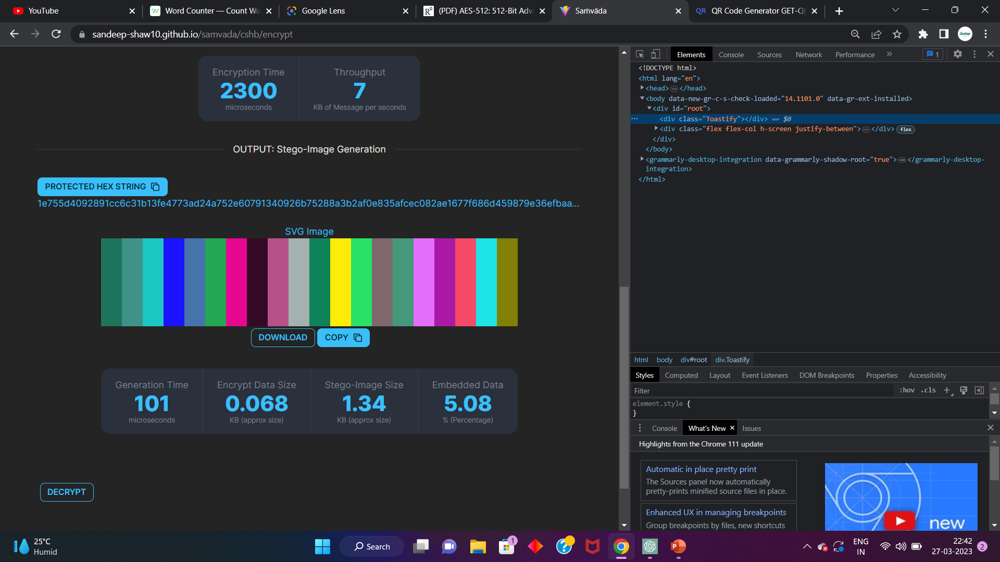 YouTube
Word Counter — Count Wo
Google Lens
(PDF) AES-512: 512-Bit Adva
Saṁvāda
QR QR Code Generator GET-QR
sandeep-shaw10.github.io/samvada/cshb/encrypt
Encryption Time
2300
microseconds
Throughput
7
KB of Message per seconds
OUTPUT: Stego-Image Generation
PROTECTED HEX STRING
1e755d4092891cc6c31b13fe4773ad24a752e60791340926b75288a3b2af0e835afcec082ae1677f686d459879e36efbaa...
SVG Image
DOWNLOAD
COPY
Generation Time
101
microseconds
Encrypt Data Size
0.068
KB (approx size)
Stego-Image Size
1.34
KB (approx size)
Embedded Data
5.08
% (Percentage)
DECRYPT
Elements Console Sources Network Performance » 1
<!DOCTYPE html>
<html lang="en">
<head> … </head>
<body data-new-gr-c-s-check-loaded="14.1101.0" data-gr-ext-installed>
<div id="root">
… <div class="Toastify"></div> == $0
<div class="flex flex-col h-screen justify-between"> … </div> flex
</div>
</body>
<grammarly-desktop-integration data-grammarly-shadow-root="true"> … </grammarly-desktop-
integration>
</html>
html body div#root div.Toastify
Styles Computed Layout Event Listeners DOM Breakpoints Properties Accessibility
Filter :hov .cls +
element.style {
}
Console What's New Issues
Highlights from the Chrome 111 update
Automatic in place pretty print
The Sources panel now automatically
pretty-prints minified source files in place.
Enhanced UX in managing breakpoints
Group breakpoints by files, new shortcuts
new
25°C
Humid
Search
1
ENG
IN
22:42
27-03-2023
2